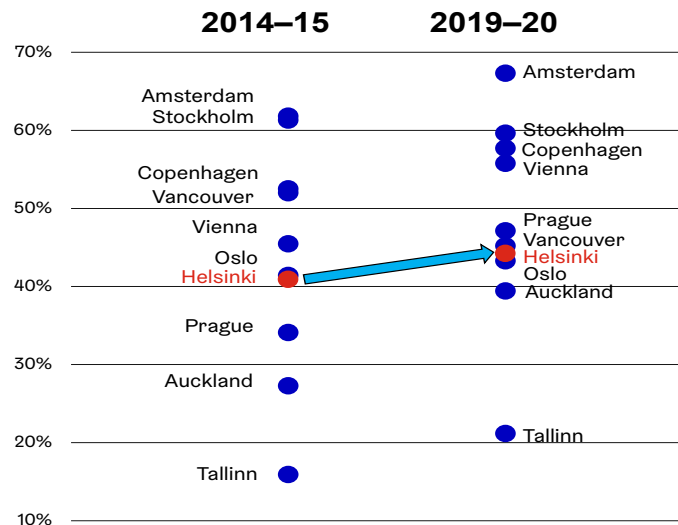 2014–15
2019–20
70%
Amsterdam
Amsterdam
Stockholm
60%
Stockholm
Copenhagen
Vienna
Copenhagen
Vancouver
50%
Vienna
Prague
Vancouver
Oslo
Helsinki
Helsinki
Oslo
40%
Auckland
Prague
30%
Auckland
20%
Tallinn
Tallinn
10%